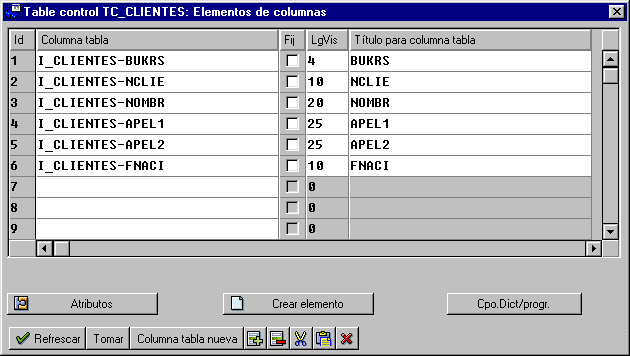 Table control TC_CLIENTES: Elementos de columnas
Id Columna tabla Fij LgVis Título para columna tabla
1 I_CLIENTES-BUKRS 4 BUKRS
2 I_CLIENTES-NCLIE 10 NCLIE
3 I_CLIENTES-NOMBR 20 NOMBR
4 I_CLIENTES-APEL1 25 APEL1
5 I_CLIENTES-APEL2 25 APEL2
6 I_CLIENTES-FNACI 10 FNACI
7 0
8 0
9 0
Atributos Crear elemento Cpo.Dict/progr.
Refrescar Tomar Columna tabla nueva